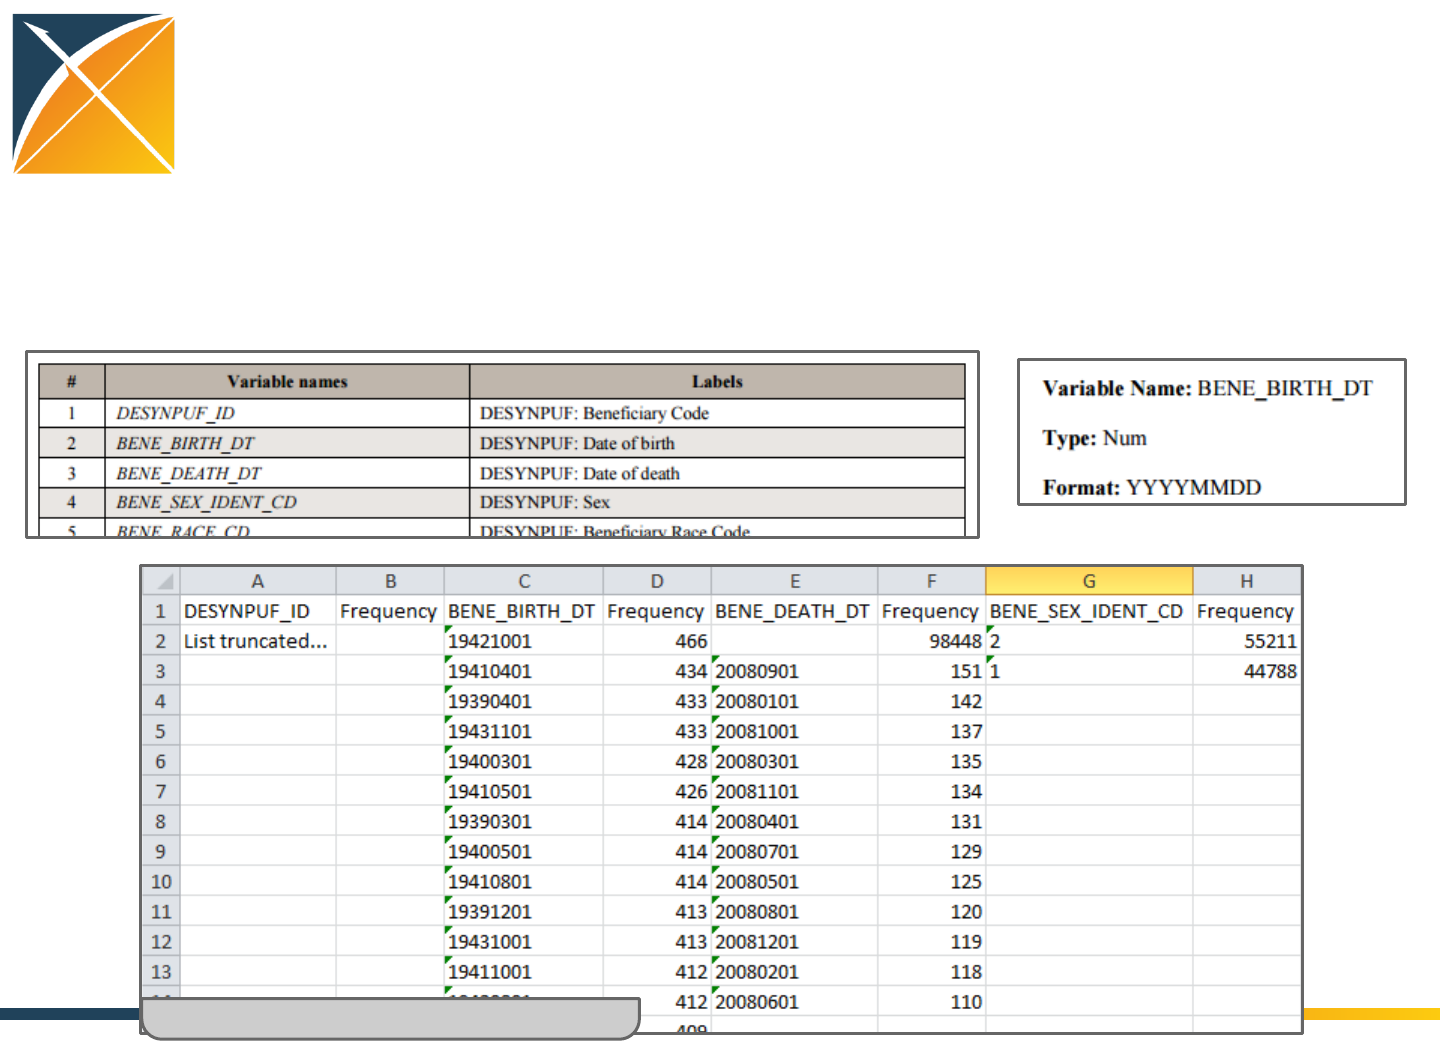 # Variable names Labels
1 DESYNPUF_ID DESYNPUF: Beneficiary Code
2 BENE_BIRTH_DT DESYNPUF: Date of birth
3 BENE_DEATH_DT DESYNPUF: Date of death
4 BENE_SEX_IDENT_CD DESYNPUF: Sex
5 BENE_RACE_CD DESYNPUF: Beneficiary Race Code
Variable Name: BENE_BIRTH_DT
Type: Num
Format: YYYYMMDD
A B C D E F G H
1 DESYNPUF_ID Frequency BENE_BIRTH_DT Frequency BENE_DEATH_DT Frequency BENE_SEX_IDENT_CD Frequency
2 List truncated... 19421001 466 98448 2 55211
3 19410401 434 20080901 151 1 44788
4 19390401 433 20080101 142
5 19431101 433 20081001 137
6 19400301 428 20080301 135
7 19410501 426 20081101 134
8 19390301 414 20080401 131
9 19400501 414 20080701 129
10 19410801 414 20080501 125
11 19391201 413 20080801 120
12 19431001 413 20081201 119
13 19411001 412 20080201 118
412 20080601 110